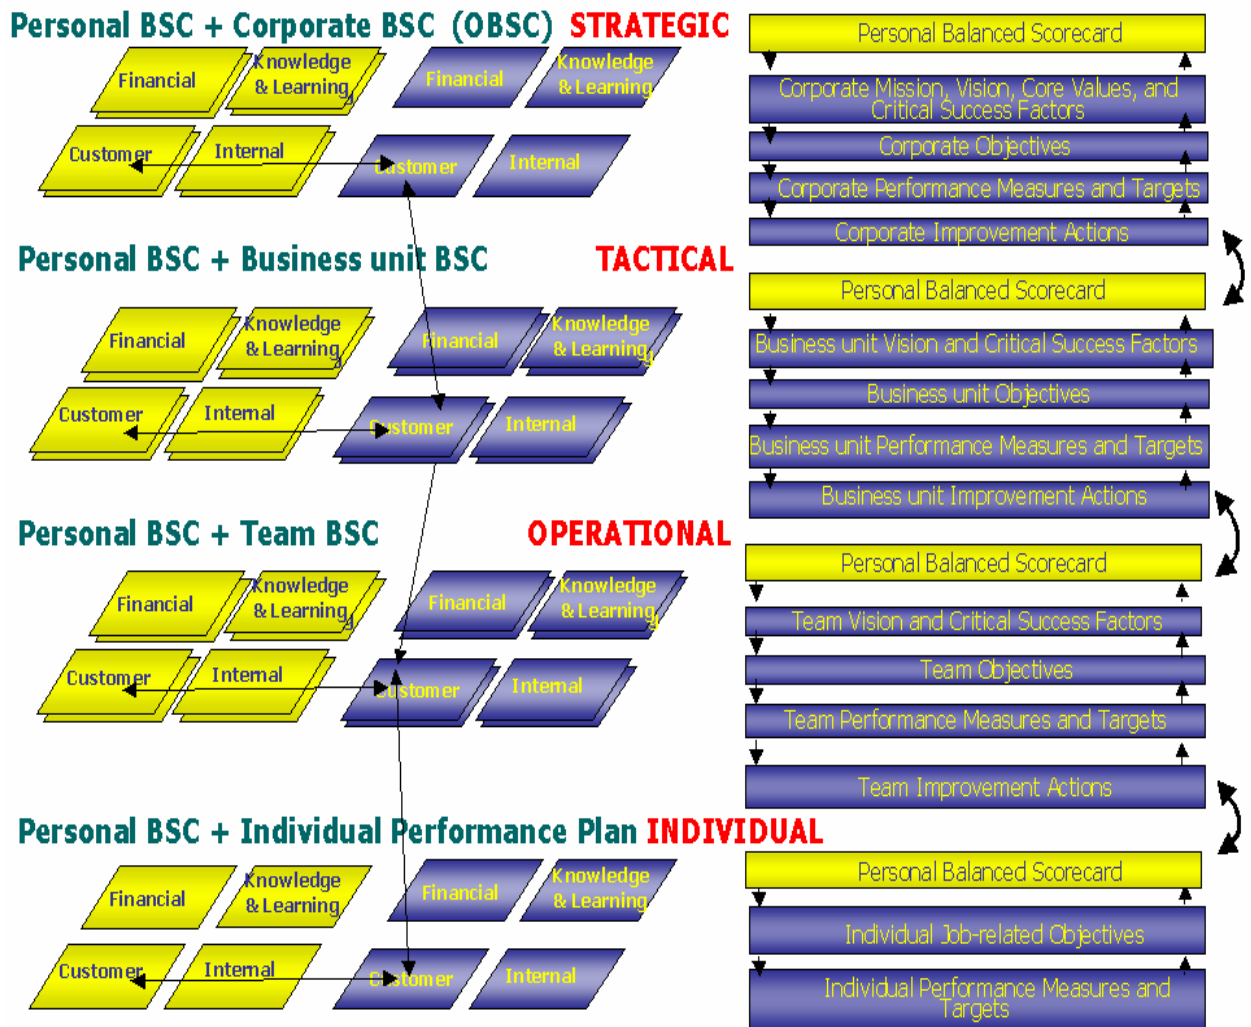 Personal BSC + Corporate BSC (OBSC) STRATEGIC
Financial
Knowledge
& Learning
Financial
Knowledge
& Learning
Customer
Internal
Customer
Internal
Personal Balanced Scorecard
Corporate Mission, Vision, Core Values, and
Critical Success Factors
Corporate Objectives
Corporate Performance Measures and Targets
Corporate Improvement Actions
Personal BSC + Business unit BSC TACTICAL
Financial
Knowledge
& Learning
Financial
Knowledge
& Learning
Customer
Internal
Customer
Internal
Personal Balanced Scorecard
Business unit Vision and Critical Success Factors
Business unit Objectives
Business unit Performance Measures and Targets
Business unit Improvement Actions
Personal BSC + Team BSC OPERATIONAL
Financial
Knowledge
& Learning
Financial
Knowledge
& Learning
Customer
Internal
Customer
Internal
Personal Balanced Scorecard
Team Vision and Critical Success Factors
Team Objectives
Team Performance Measures and Targets
Team Improvement Actions
Personal BSC + Individual Performance Plan INDIVIDUAL
Financial
Knowledge
& Learning
Financial
Knowledge
& Learning
Customer
Internal
Customer
Internal
Personal Balanced Scorecard
Individual Job-related Objectives
Individual Performance Measures and
Targets